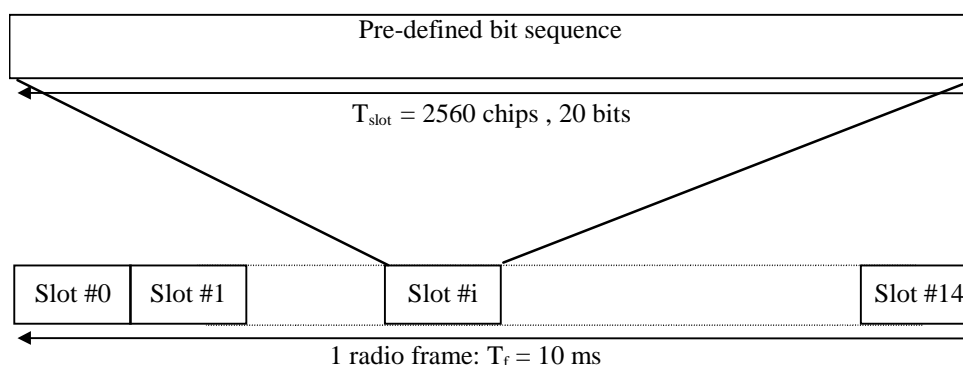 Pre-defined bit sequence
T_slot = 2560 chips , 20 bits
Slot #0 Slot #1 Slot #i Slot #14
1 radio frame: T_f = 10 ms